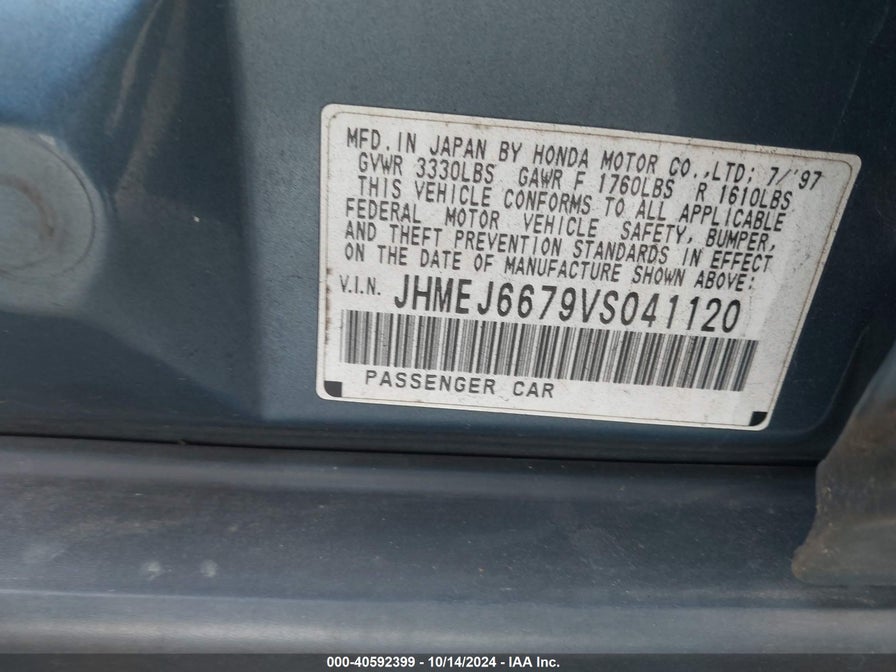 MFD. IN JAPAN BY HONDA MOTOR CO.,LTD; 7/'97
GVWR 3330LBS GAWR F 1760LBS R 1610LBS
THIS VEHICLE CONFORMS TO ALL APPLICABLE
FEDERAL MOTOR VEHICLE SAFETY, BUMPER,
AND THEFT PREVENTION STANDARDS IN EFFECT
ON THE DATE OF MANUFACTURE SHOWN ABOVE:
V.I.N. JHMEJ6679VS041120
PASSENGER CAR
000-40592399 - 10/14/2024 - IAA Inc.